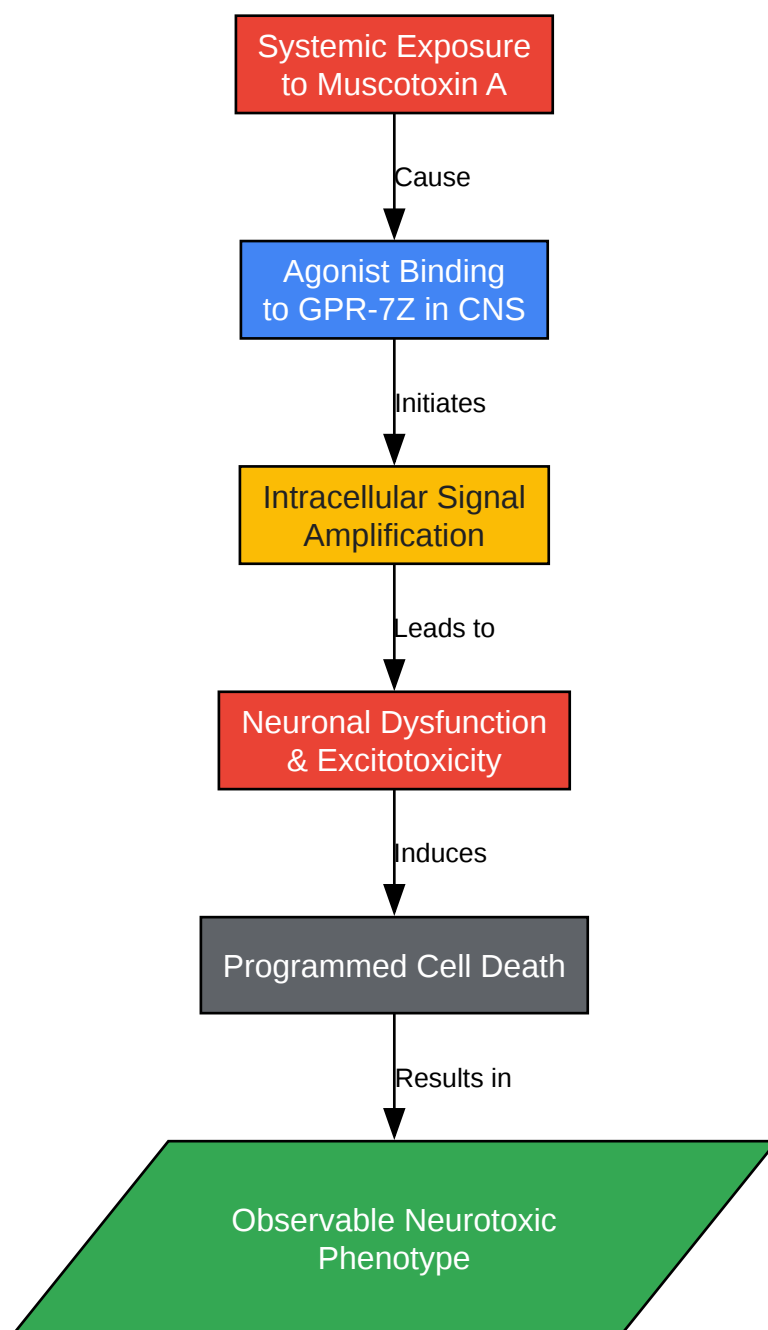 Systemic Exposure
to Muscotoxin A
Cause
Agonist Binding
to GPR-7Z in CNS
Initiates
Intracellular Signal
Amplification
Leads to
Neuronal Dysfunction
& Excitotoxicity
Induces
Programmed Cell Death
Results in
Observable Neurotoxic
Phenotype